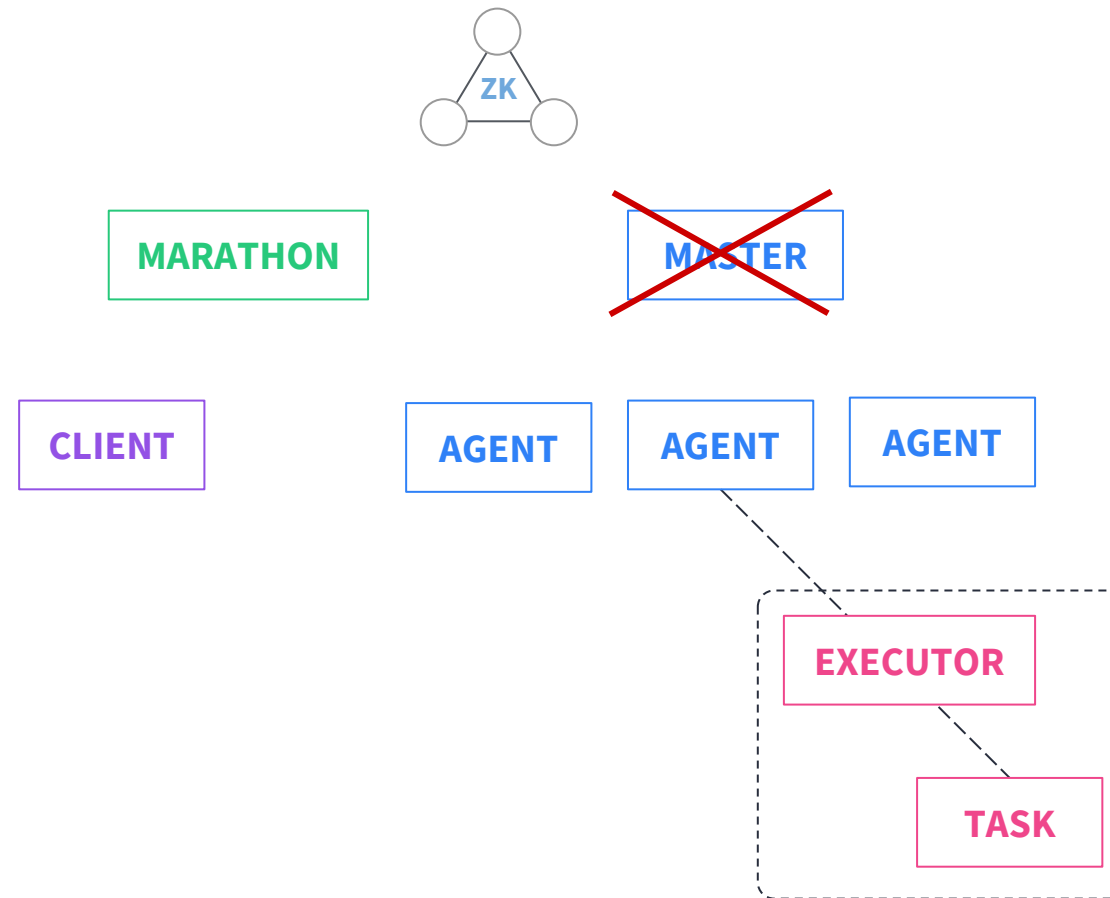 ZK
MARATHON
MASTER
CLIENT
AGENT
AGENT
AGENT
EXECUTOR
TASK